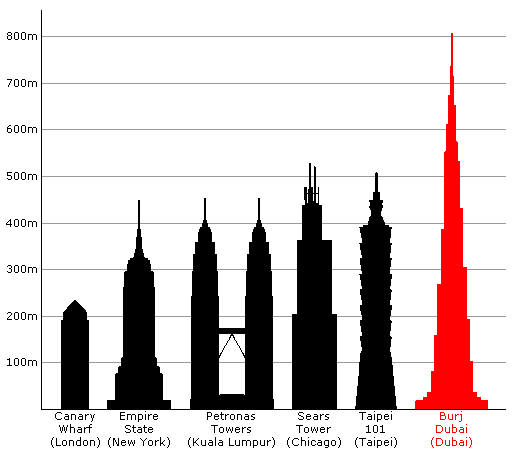 800m
700m
600m
500m
400m
300m
200m
100m
Canary
Wharf
(London)
Empire
State
(New York)
Petronas
Towers
(Kuala Lumpur)
Sears
Tower
(Chicago)
Taipei
101
(Taipei)
Burj
Dubai
(Dubai)